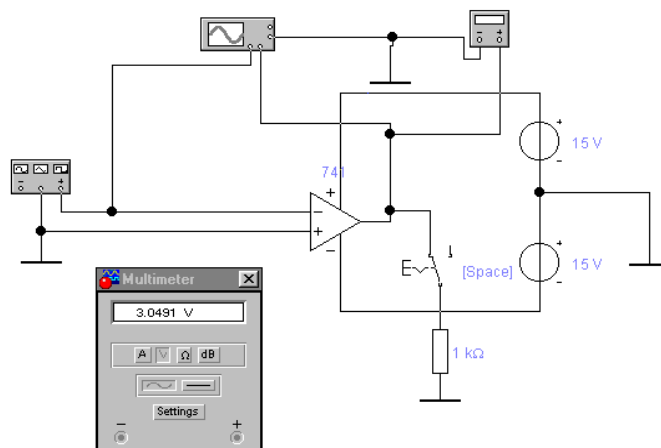 741
15 V
15 V
[Space]
1 kΩ
Multimeter
3.0491 V
A V Ω dB
Settings